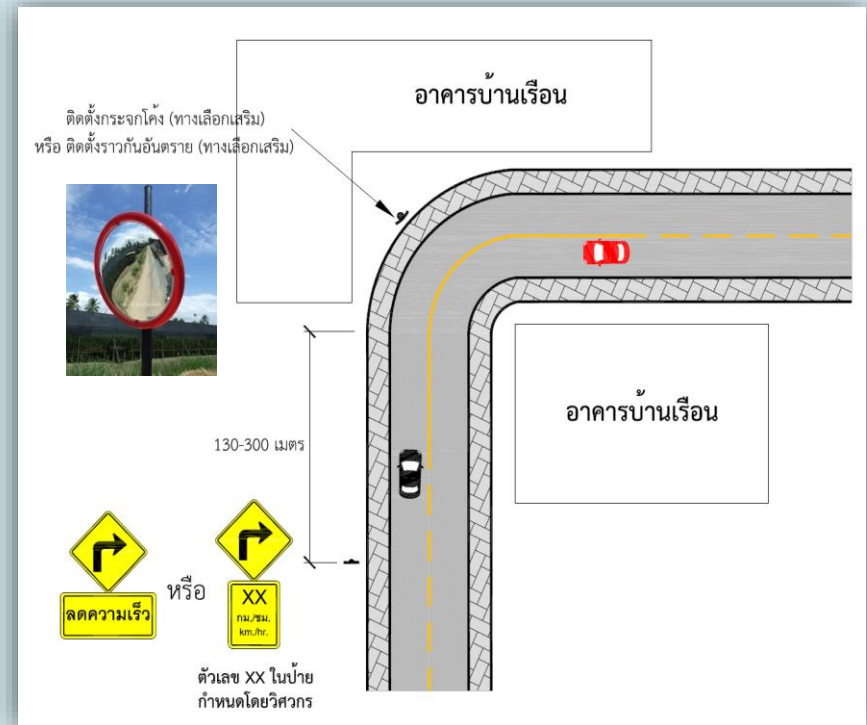 อาคารบ้านเรือน
ติดตั้งกระจกโค้ง (ทางเลือกเสริม)
หรือ ติดตั้งราวกันอันตราย (ทางเลือกเสริม)
อาคารบ้านเรือน
130-300 เมตร
ลดความเร็ว
หรือ
XX
กม./ชม.
km./hr.
ตัวเลข XX ในป้าย
กำหนดโดยวิศวกร